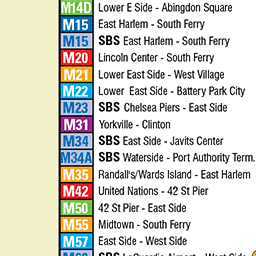 M14D Lower E Side - Abingdon Square
M15 East Harlem - South Ferry
M15 SBS East Harlem - South Ferry
M20 Lincoln Center - South Ferry
M21 Lower East Side - West Village
M22 Lower East Side - Battery Park City
M23 SBS Chelsea Piers - East Side
M31 Yorkville - Clinton
M34 SBS East Side - Javits Center
M34A SBS Waterside - Port Authority Term.
M35 Randall's/Wards Island - East Harlem
M42 United Nations - 42 St Pier
M50 42 St Pier - East Side
M55 Midtown - South Ferry
M57 East Side - West Side
SBS LaGuardia Airport - West Side